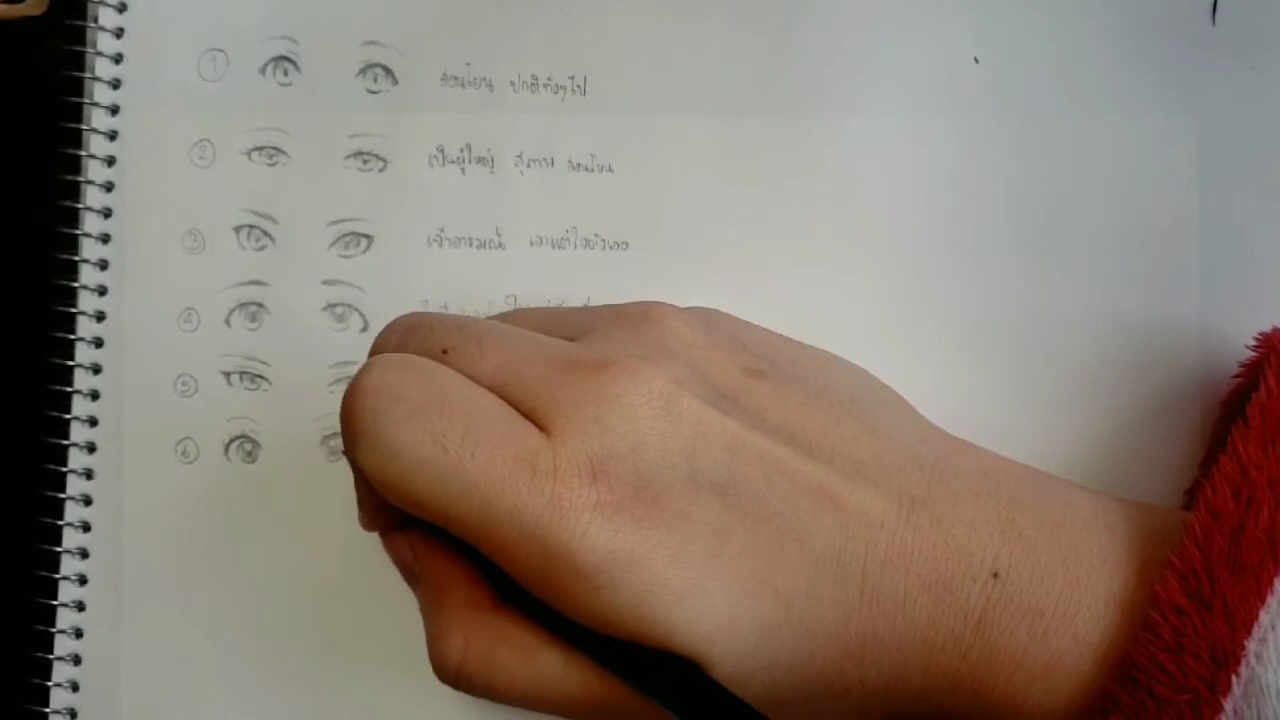 ① อ่อนโยน ปกติทั่วๆไป
② เป็นผู้ใหญ่ สุภาพ อ่อนโยน
③ เจ้าอารมณ์ เอาแต่ใจตัวเอง
④
⑤
⑥